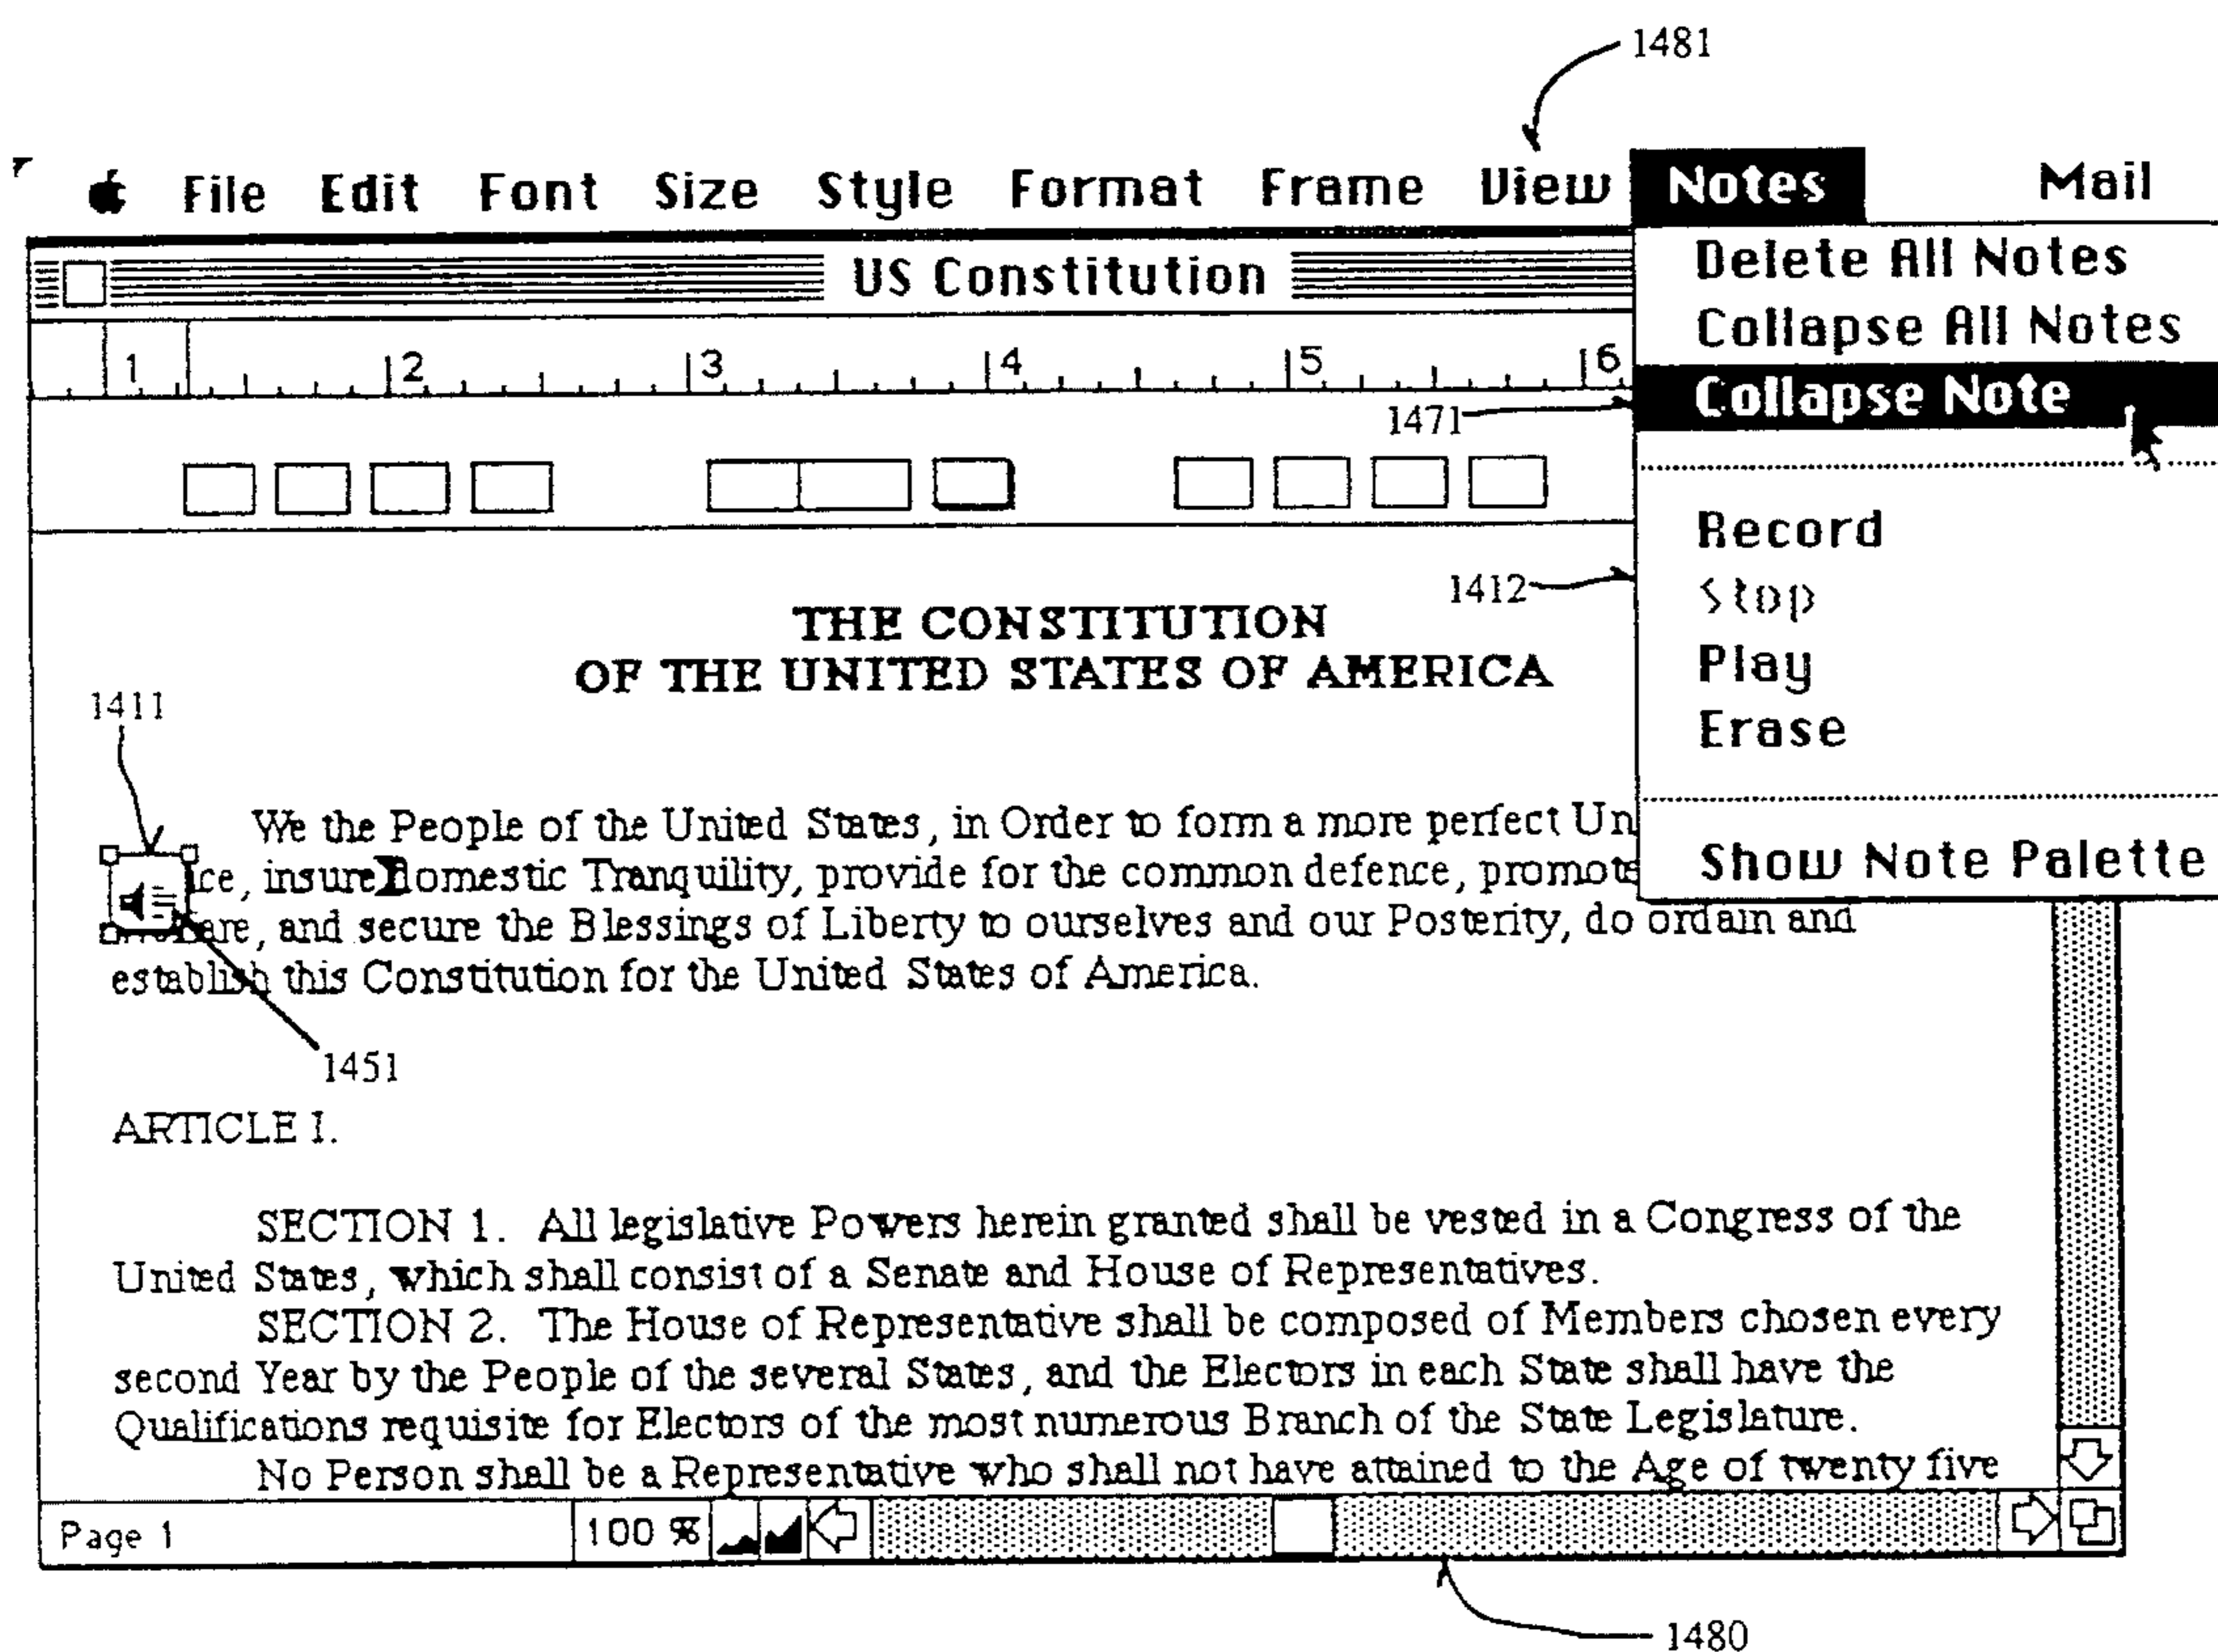 1481
File Edit Font Size Style Format Frame View Notes Mail
US Constitution
Delete All Notes
Collapse All Notes
1 2 3 4 5 6
Collapse Note
1471
Record
1412
Stop
Play
Erase
Show Note Palette
THE CONSTITUTION
OF THE UNITED STATES OF AMERICA
1411
We the People of the United States, in Order to form a more perfect Un
ice, insure Domestic Tranquility, provide for the common defence, promote
are, and secure the Blessings of Liberty to ourselves and our Posterity, do ordain and
establish this Constitution for the United States of America.
1451
ARTICLE I.
SECTION 1. All legislative Powers herein granted shall be vested in a Congress of the
United States, which shall consist of a Senate and House of Representatives.
SECTION 2. The House of Representative shall be composed of Members chosen every
second Year by the People of the several States, and the Electors in each State shall have the
Qualifications requisite for Electors of the most numerous Branch of the State Legislature.
No Person shall be a Representative who shall not have attained to the Age of twenty five
Page 1 100 %
1480